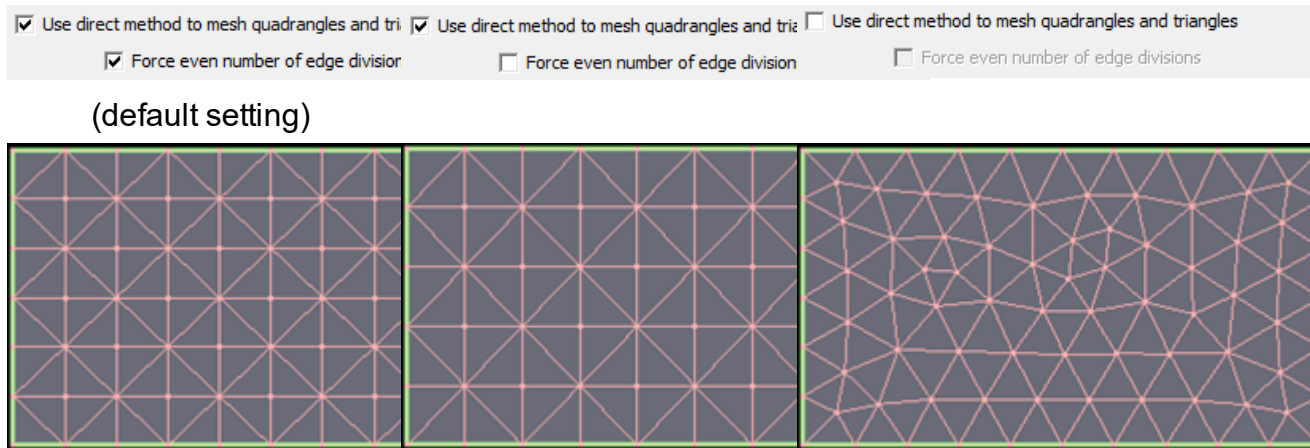 Use direct method to mesh quadrangles and tri
Force even number of edge division
Use direct method to mesh quadrangles and tria
Force even number of edge division
Use direct method to mesh quadrangles and triangles
Force even number of edge divisions
(default setting)